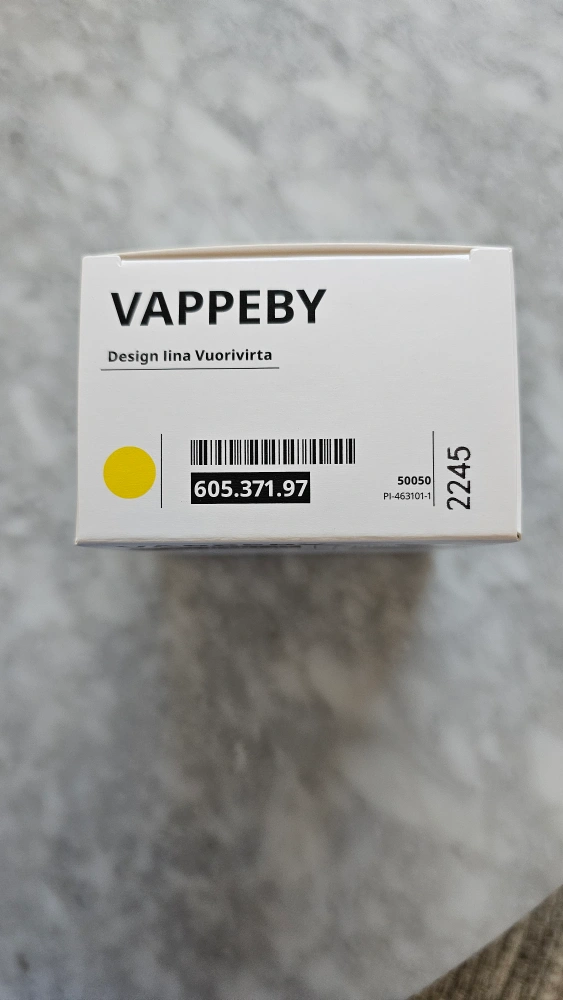 VAPPEBY
Design Iina Vuorivirta
605.371.97
50050
PI-463101-1
2245